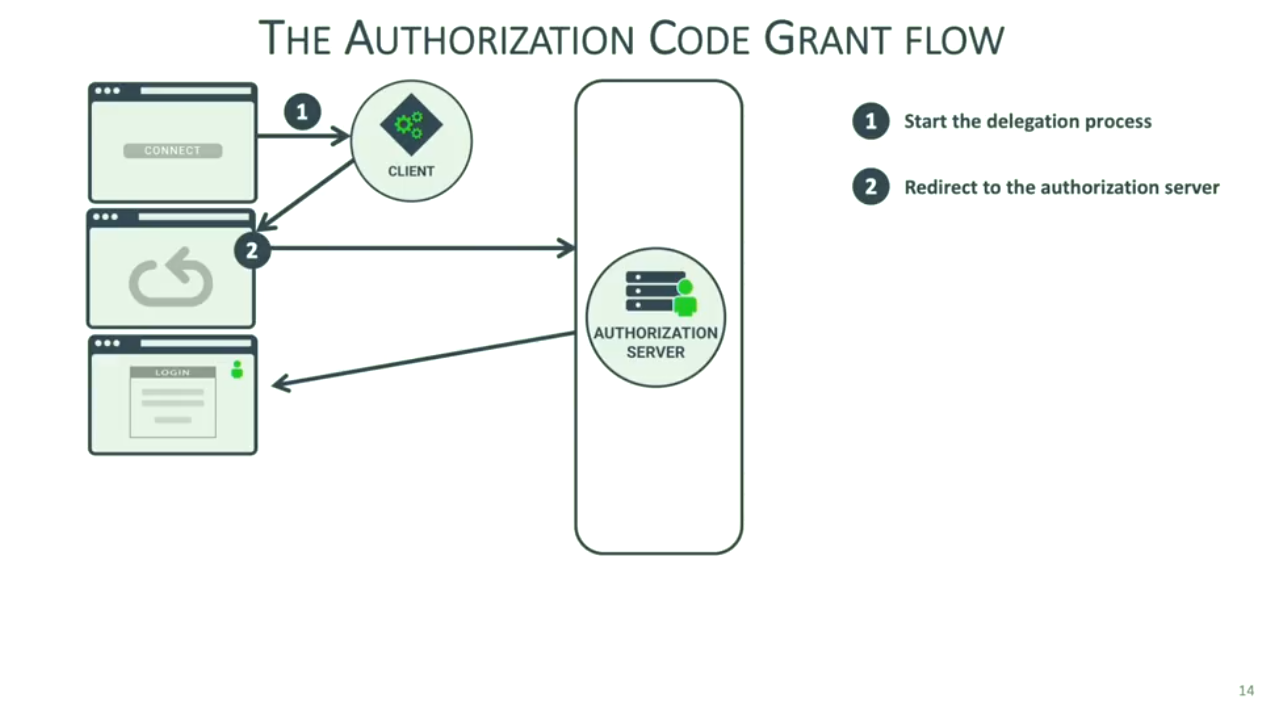 THE AUTHORIZATION CODE GRANT FLOW
1
CONNECT
CLIENT
1 Start the delegation process
2 Redirect to the authorization server
2
AUTHORIZATION
SERVER
LOGIN
14